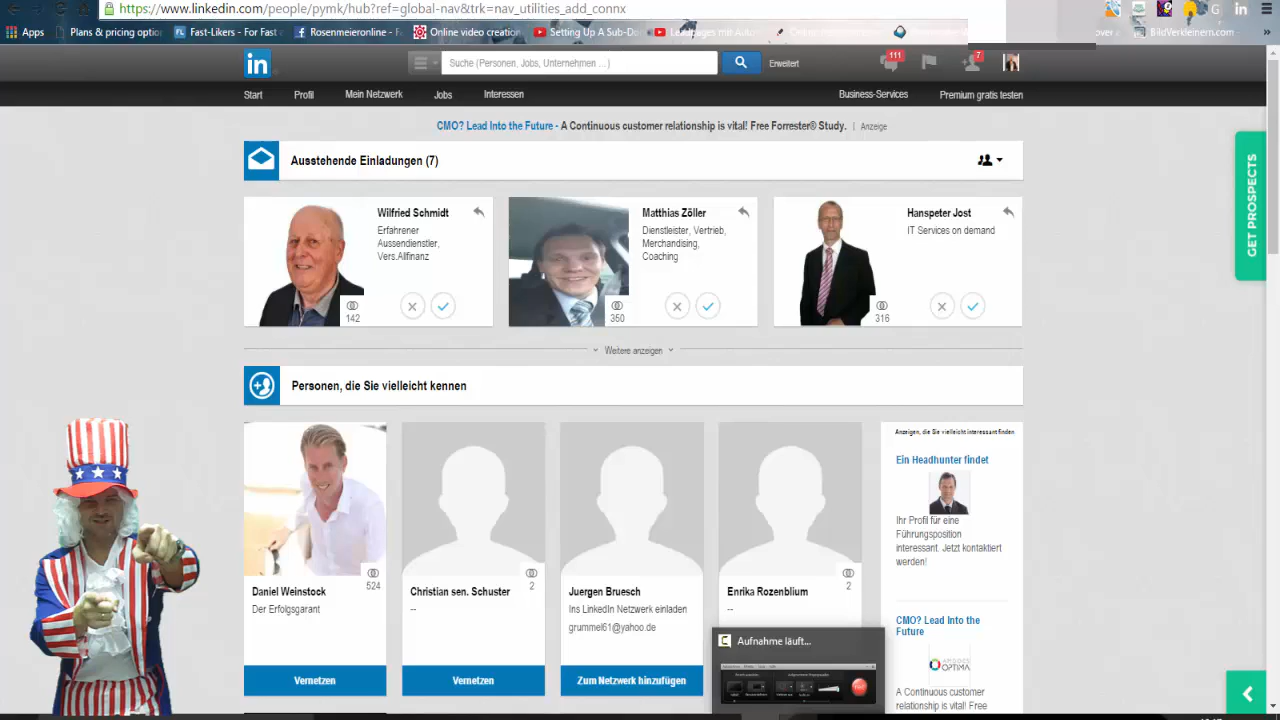 https://www.linkedin.com/people/pymk/hub?ref=global-nav&trk=nav_utilities_add_connx
Apps
Plans & pricing option
Fast-Likers - For Fast
Rosenmeieronline - F
Online video creation
Setting Up A Sub-Do
Leadpages mit Auto
BildVerkleinern.com
»
in
Suche (Personen, Jobs, Unternehmen ...)
Erweitert
111
7
Start
Profil
Mein Netzwerk
Jobs
Interessen
Business-Services
Premium gratis testen
CMO? Lead Into the Future - A Continuous customer relationship is vital! Free Forrester® Study. | Anzeige
Ausstehende Einladungen (7)
GET PROSPECTS
Wilfried Schmidt
Erfahrener
Aussendienstler,
Vers.Allfinanz
142
Matthias Zöller
Dienstleister, Vertrieb,
Merchandising,
Coaching
350
Hanspeter Jost
IT Services on demand
316
Weitere anzeigen
Personen, die Sie vielleicht kennen
Daniel Weinstock
Der Erfolgsgarant
524
Vernetzen
Christian sen. Schuster
--
2
Vernetzen
Juergen Bruesch
Ins LinkedIn Netzwerk einladen
grummel61@yahoo.de
Zum Netzwerk hinzufügen
Enrika Rozenblium
--
2
Aufnahme läuft...
Anzeigen, die Sie vielleicht interessant finden
Ein Headhunter findet
Ihr Profil für eine
Führungsposition
interessant. Jetzt kontaktiert
werden!
CMO? Lead Into the
Future
OPTIMA
A Continuous customer
relationship is vital! Free